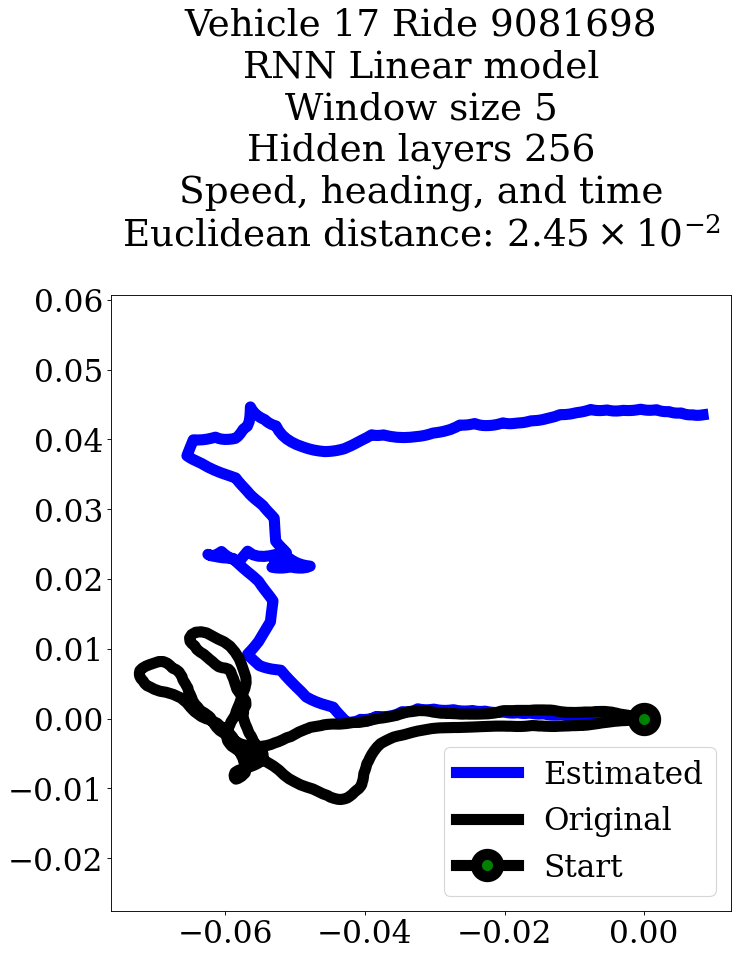 Vehicle 17 Ride 9081698
RNN Linear model
Window size 5
Hidden layers 256
Speed, heading, and time
Euclidean distance: 2.45 × 10⁻²
0.06
0.05
0.04
0.03
0.02
0.01
0.00
−0.01
−0.02
Estimated
Original
Start
−0.06 −0.04 −0.02 0.00